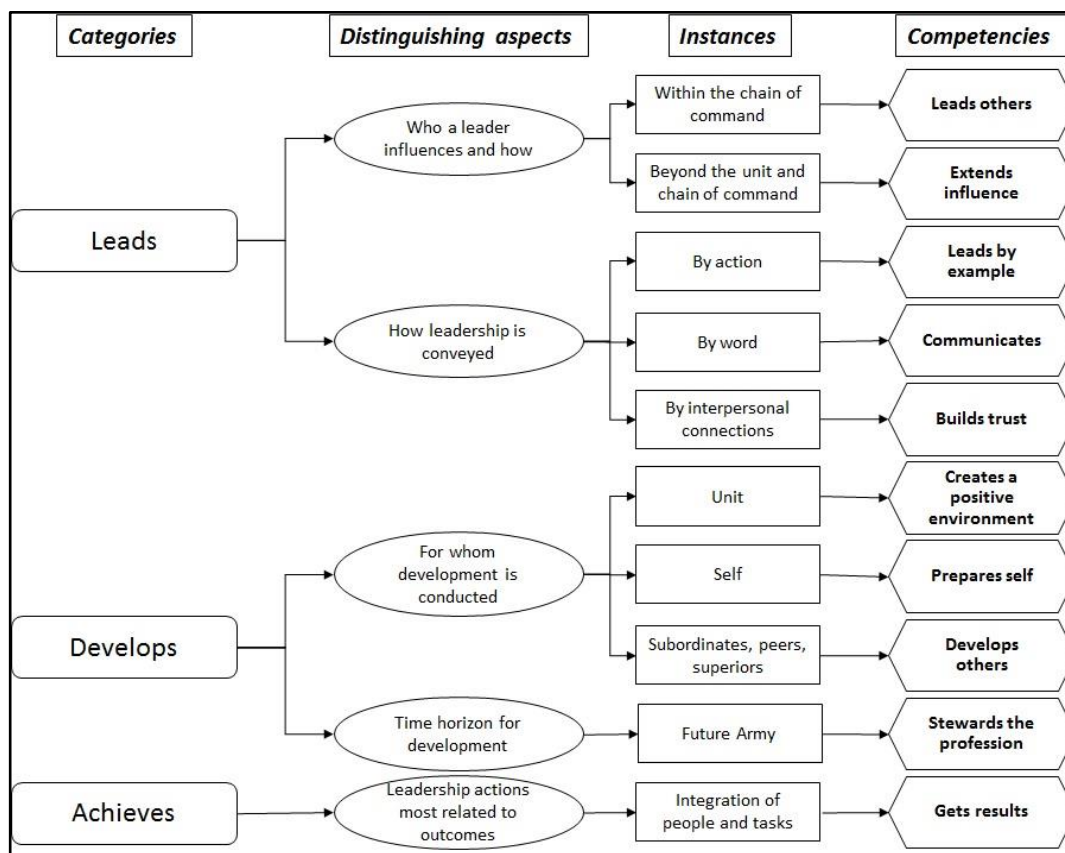 Categories
Distinguishing aspects
Instances
Competencies
Leads
Who a leader
influences and how
Within the chain of
command
Leads others
Beyond the unit and
chain of command
Extends
influence
How leadership is
conveyed
By action
Leads by
example
By word
Communicates
By interpersonal
connections
Builds trust
Develops
For whom
development is
conducted
Unit
Creates a
positive
environment
Self
Prepares self
Subordinates, peers,
superiors
Develops
others
Time horizon for
development
Future Army
Stewards the
profession
Achieves
Leadership actions
most related to
outcomes
Integration of
people and tasks
Gets results